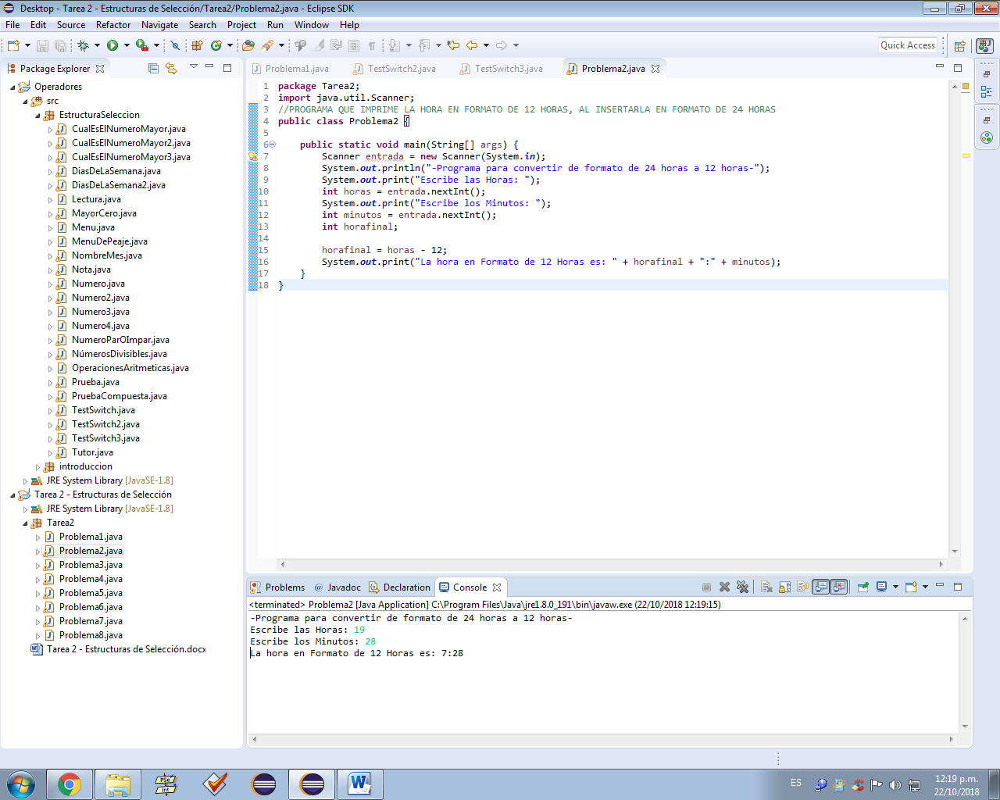 Desktop - Tarea 2 - Estructuras de Selección/Tarea2/Problema2.java - Eclipse SDK
File Edit Source Refactor Navigate Search Project Run Window Help
Quick Access
Package Explorer
Operadores
src
EstructuraSeleccion
CualEsElNumeroMayor.java
CualEsElNumeroMayor2.java
CualEsElNumeroMayor3.java
DiasDeLaSemana.java
DiasDeLaSemana2.java
Lectura.java
MayorCero.java
Menu.java
MenuDePeaje.java
NombreMes.java
Nota.java
Numero.java
Numero2.java
Numero3.java
Numero4.java
NumeroParOImpar.java
NúmerosDivisibles.java
OperacionesAritmeticas.java
Prueba.java
PruebaCompuesta.java
TestSwitch.java
TestSwitch2.java
TestSwitch3.java
Tutor.java
introduccion
JRE System Library [JavaSE-1.8]
Tarea 2 - Estructuras de Selección
JRE System Library [JavaSE-1.8]
Tarea2
Problema1.java
Problema2.java
Problema3.java
Problema4.java
Problema5.java
Problema6.java
Problema7.java
Problema8.java
Tarea 2 - Estructuras de Selección.docx
Problema1.java TestSwitch2.java TestSwitch3.java Problema2.java
1 package Tarea2;
2 import java.util.Scanner;
3 //PROGRAMA QUE IMPRIME LA HORA EN FORMATO DE 12 HORAS, AL INSERTARLA EN FORMATO DE 24 HORAS
4 public class Problema2 {
5
6 public static void main(String[] args) {
7 Scanner entrada = new Scanner(System.in);
8 System.out.println("-Programa para convertir de formato de 24 horas a 12 horas-");
9 System.out.print("Escribe las Horas: ");
10 int horas = entrada.nextInt();
11 System.out.print("Escribe los Minutos: ");
12 int minutos = entrada.nextInt();
13 int horafinal;
14
15 horafinal = horas - 12;
16 System.out.print("La hora en Formato de 12 Horas es: " + horafinal + ":" + minutos);
17 }
18 }
Problems @ Javadoc Declaration Console
<terminated> Problema2 [Java Application] C:\Program Files\Java\jre1.8.0_191\bin\javaw.exe (22/10/2018 12:19:15)
-Programa para convertir de formato de 24 horas a 12 horas-
Escribe las Horas: 19
Escribe los Minutos: 28
La hora en Formato de 12 Horas es: 7:28
PSe
Int
ES
12:19 p.m.
22/10/2018